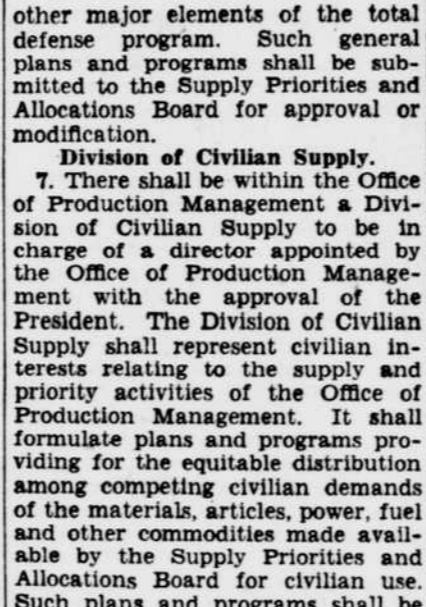 other major elements of the total
defense program. Such general
plans and programs shall be sub-
mitted to the Supply Priorities and
Allocations Board for approval or
modification.
Division of Civilian Supply.
7. There shall be within the Office
of Production Management a Divi-
sion of Civilian Supply to be in
charge of a director appointed by
the Office of Production Manage-
ment with the approval of the
President. The Division of Civilian
Supply shall represent civilian in-
terests relating to the supply and
priority activities of the Office of
Production Management. It shall
formulate plans and programs pro-
viding for the equitable distribution
among competing civilian demands
of the materials, articles, power, fuel
and other commodities made avail-
able by the Supply Priorities and
Allocations Board for civilian use.
Such plans and programs shall be